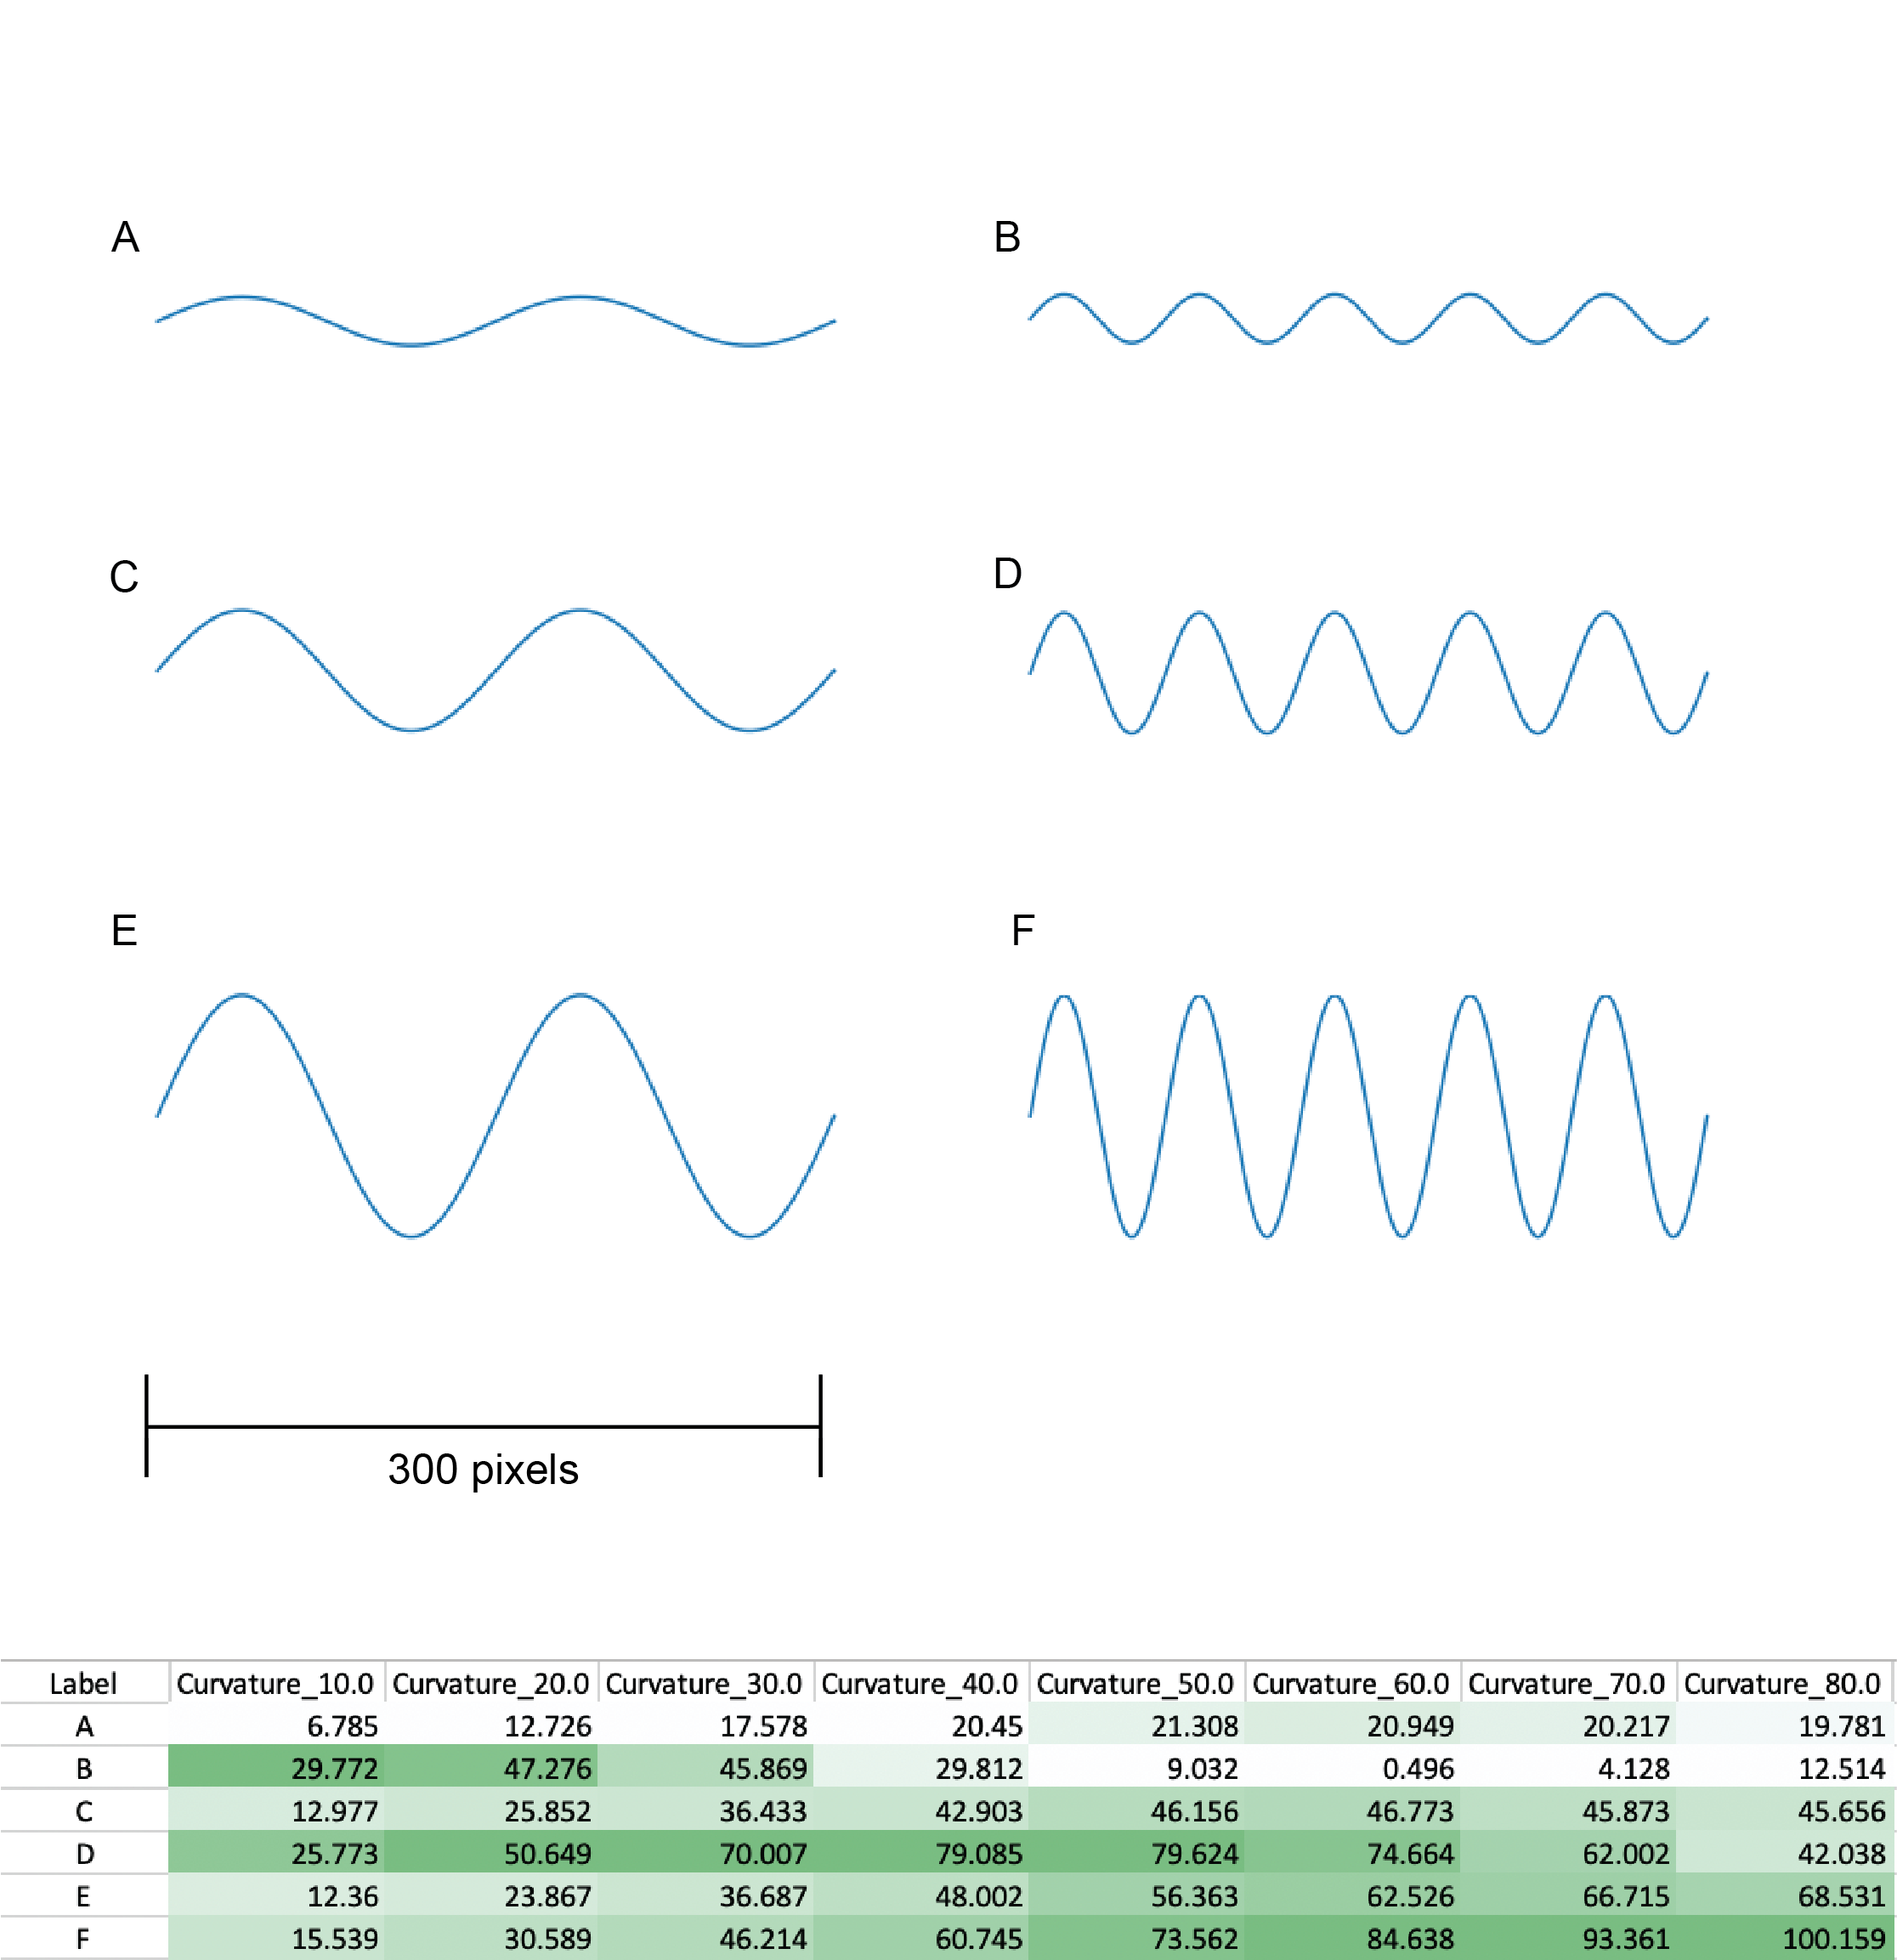 A
B
C
D
E
F
300 pixels
Label Curvature_10.0 Curvature_20.0 Curvature_30.0 Curvature_40.0 Curvature_50.0 Curvature_60.0 Curvature_70.0 Curvature_80.0
A 6.785 12.726 17.578 20.45 21.308 20.949 20.217 19.781
B 29.772 47.276 45.869 29.812 9.032 0.496 4.128 12.514
C 12.977 25.852 36.433 42.903 46.156 46.773 45.873 45.656
D 25.773 50.649 70.007 79.085 79.624 74.664 62.002 42.038
E 12.36 23.867 36.687 48.002 56.363 62.526 66.715 68.531
F 15.539 30.589 46.214 60.745 73.562 84.638 93.361 100.159